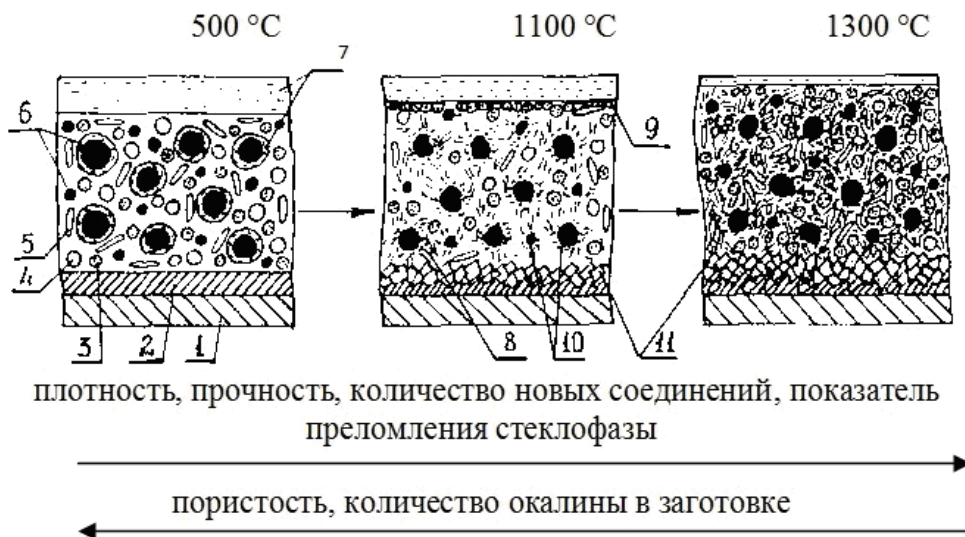 500 °C 1100 °C 1300 °C
7
6
9
5
4
3 2 1 8 10 11
плотность, прочность, количество новых соединений, показатель
преломления стеклофазы
пористость, количество окалины в заготовке